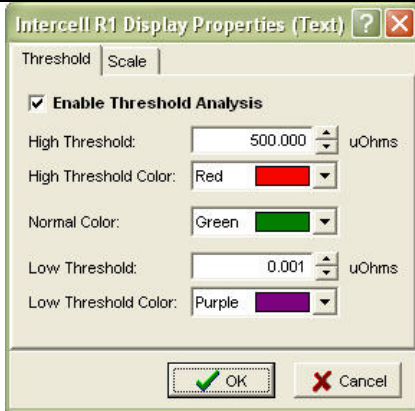 Intercell R1 Display Properties (Text) ?
Threshold Scale
Enable Threshold Analysis
High Threshold: 500.000 uOhms
High Threshold Color: Red
Normal Color: Green
Low Threshold: 0.001 uOhms
Low Threshold Color: Purple
OK Cancel